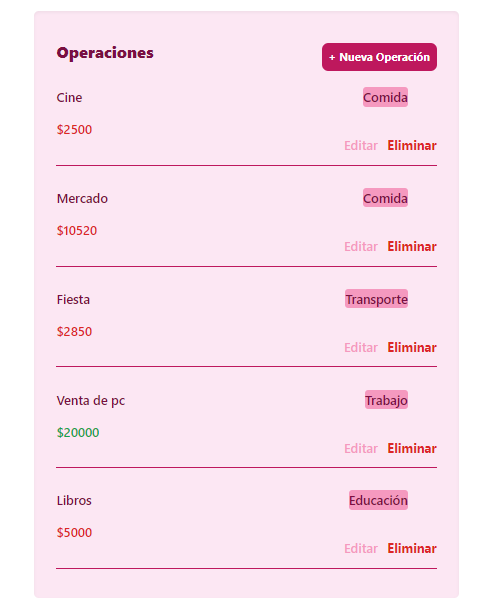 Operaciones
+ Nueva Operación
Cine Comida
$2500
Editar Eliminar
Mercado Comida
$10520
Editar Eliminar
Fiesta Transporte
$2850
Editar Eliminar
Venta de pc Trabajo
$20000
Editar Eliminar
Libros Educación
$5000
Editar Eliminar